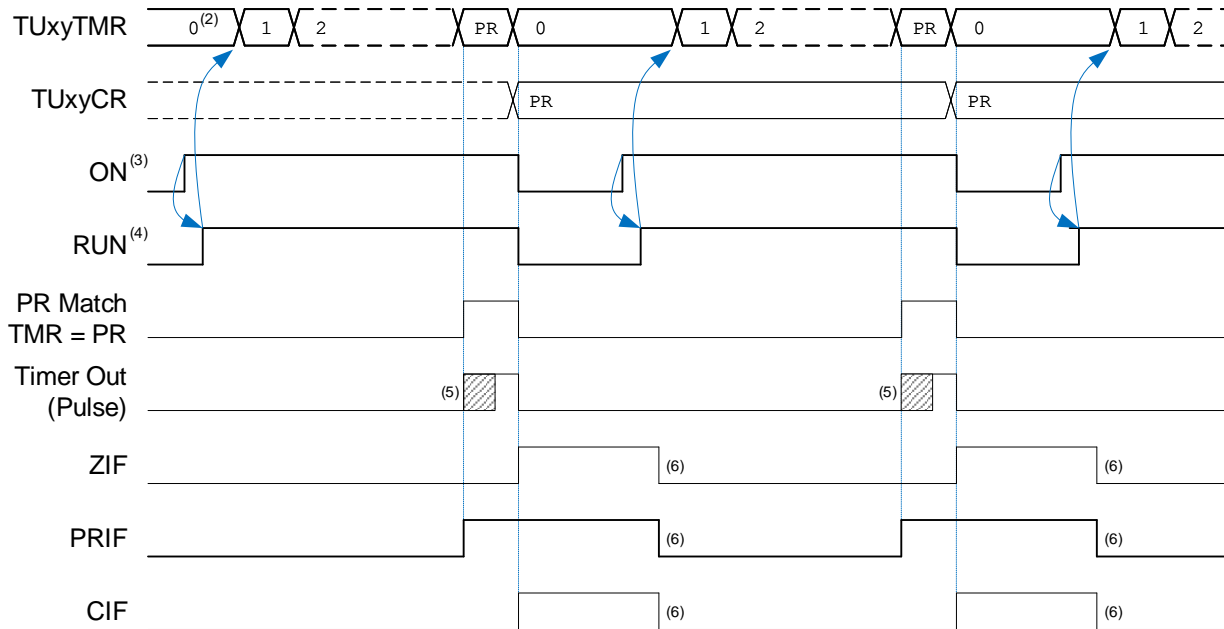 TUxyTMR 0(2) 1 2 PR 0 1 2 PR 0 1 2
TUxyCR PR PR
ON(3)
RUN(4)
PR Match
TMR = PR
Timer Out
(Pulse) (5) (5)
ZIF (6) (6)
PRIF (6) (6)
CIF (6) (6)